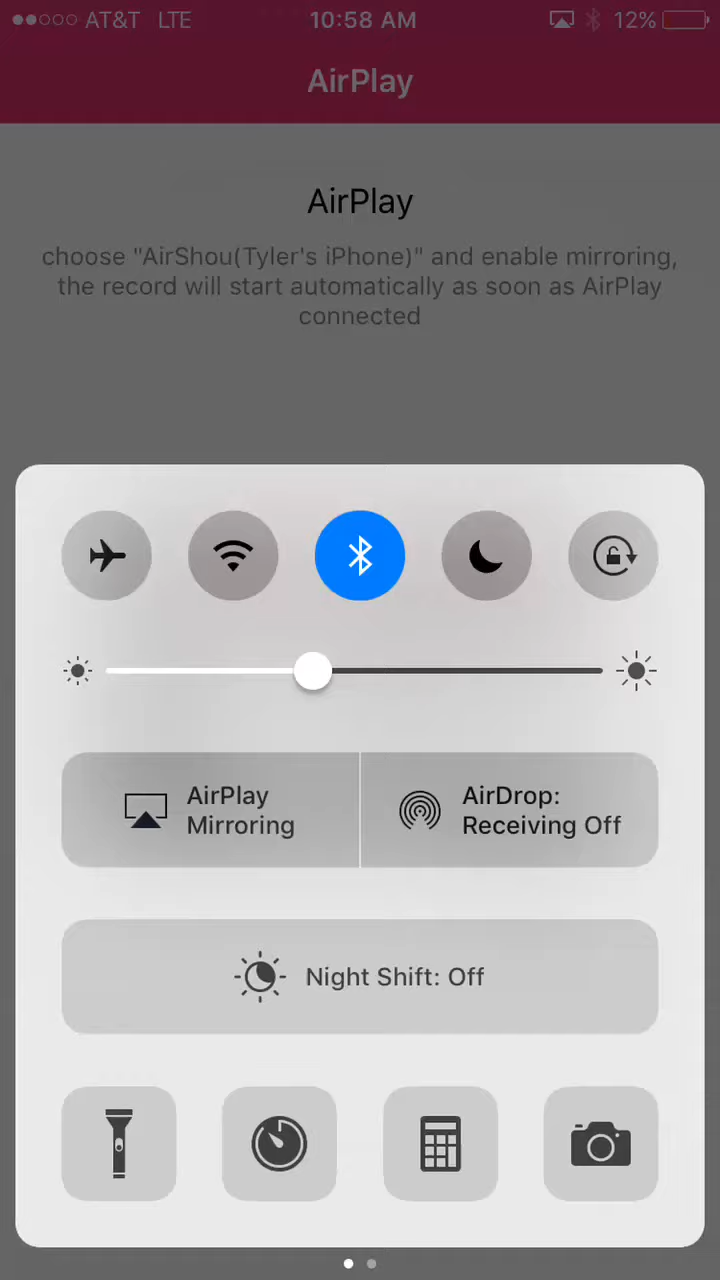 AT&T LTE 10:58 AM 12%
AirPlay
AirPlay
choose "AirShou(Tyler's iPhone)" and enable mirroring,
the record will start automatically as soon as AirPlay
connected
AirPlay
Mirroring
AirDrop:
Receiving Off
Night Shift: Off